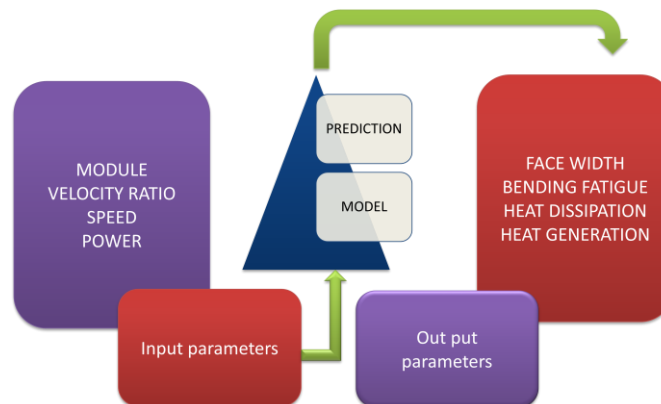 MODULE
VELOCITY RATIO
SPEED
POWER
Input parameters
PREDICTION
MODEL
FACE WIDTH
BENDING FATIGUE
HEAT DISSIPATION
HEAT GENERATION
Out put
parameters